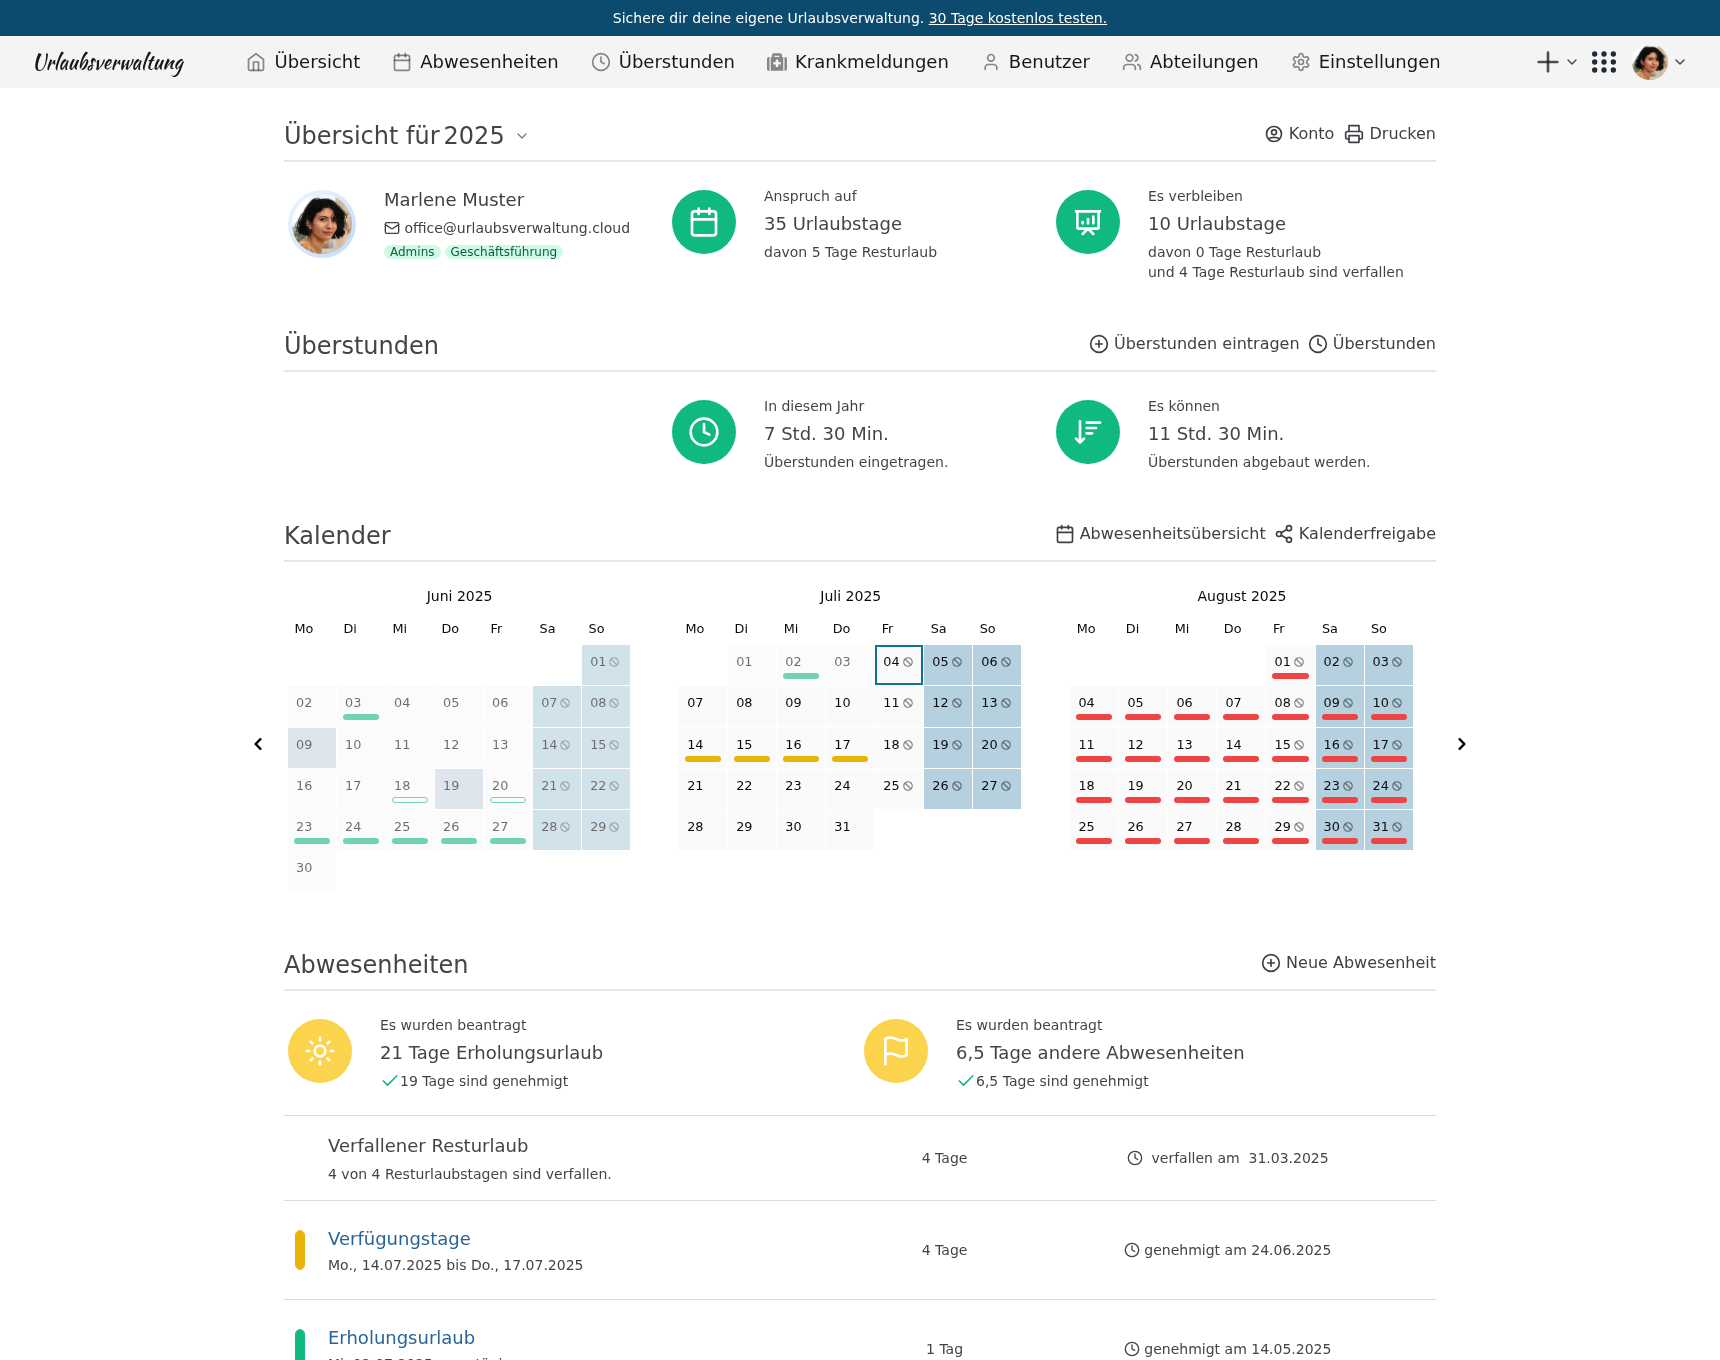 Sichere dir deine eigene Urlaubsverwaltung. 30 Tage kostenlos testen.
Urlaubsverwaltung Übersicht Abwesenheiten Überstunden Krankmeldungen Benutzer Abteilungen Einstellungen
Übersicht für 2025 Konto Drucken
Marlene Muster
office@urlaubsverwaltung.cloud
Admins Geschäftsführung
Anspruch auf
35 Urlaubstage
davon 5 Tage Resturlaub
Es verbleiben
10 Urlaubstage
davon 0 Tage Resturlaub
und 4 Tage Resturlaub sind verfallen
Überstunden Überstunden eintragen Überstunden
In diesem Jahr
7 Std. 30 Min.
Überstunden eingetragen.
Es können
11 Std. 30 Min.
Überstunden abgebaut werden.
Kalender Abwesenheitsübersicht Kalenderfreigabe
Juni 2025
Mo Di Mi Do Fr Sa So
01
02 03 04 05 06 07 08
09 10 11 12 13 14 15
16 17 18 19 20 21 22
23 24 25 26 27 28 29
30
Juli 2025
Mo Di Mi Do Fr Sa So
01 02 03 04 05 06
07 08 09 10 11 12 13
14 15 16 17 18 19 20
21 22 23 24 25 26 27
28 29 30 31
August 2025
Mo Di Mi Do Fr Sa So
01 02 03
04 05 06 07 08 09 10
11 12 13 14 15 16 17
18 19 20 21 22 23 24
25 26 27 28 29 30 31
Abwesenheiten Neue Abwesenheit
Es wurden beantragt
21 Tage Erholungsurlaub
19 Tage sind genehmigt
Es wurden beantragt
6,5 Tage andere Abwesenheiten
6,5 Tage sind genehmigt
Verfallener Resturlaub
4 von 4 Resturlaubstagen sind verfallen.
4 Tage
verfallen am 31.03.2025
Verfügungstage
Mo., 14.07.2025 bis Do., 17.07.2025
4 Tage
genehmigt am 24.06.2025
Erholungsurlaub
1 Tag
genehmigt am 14.05.2025